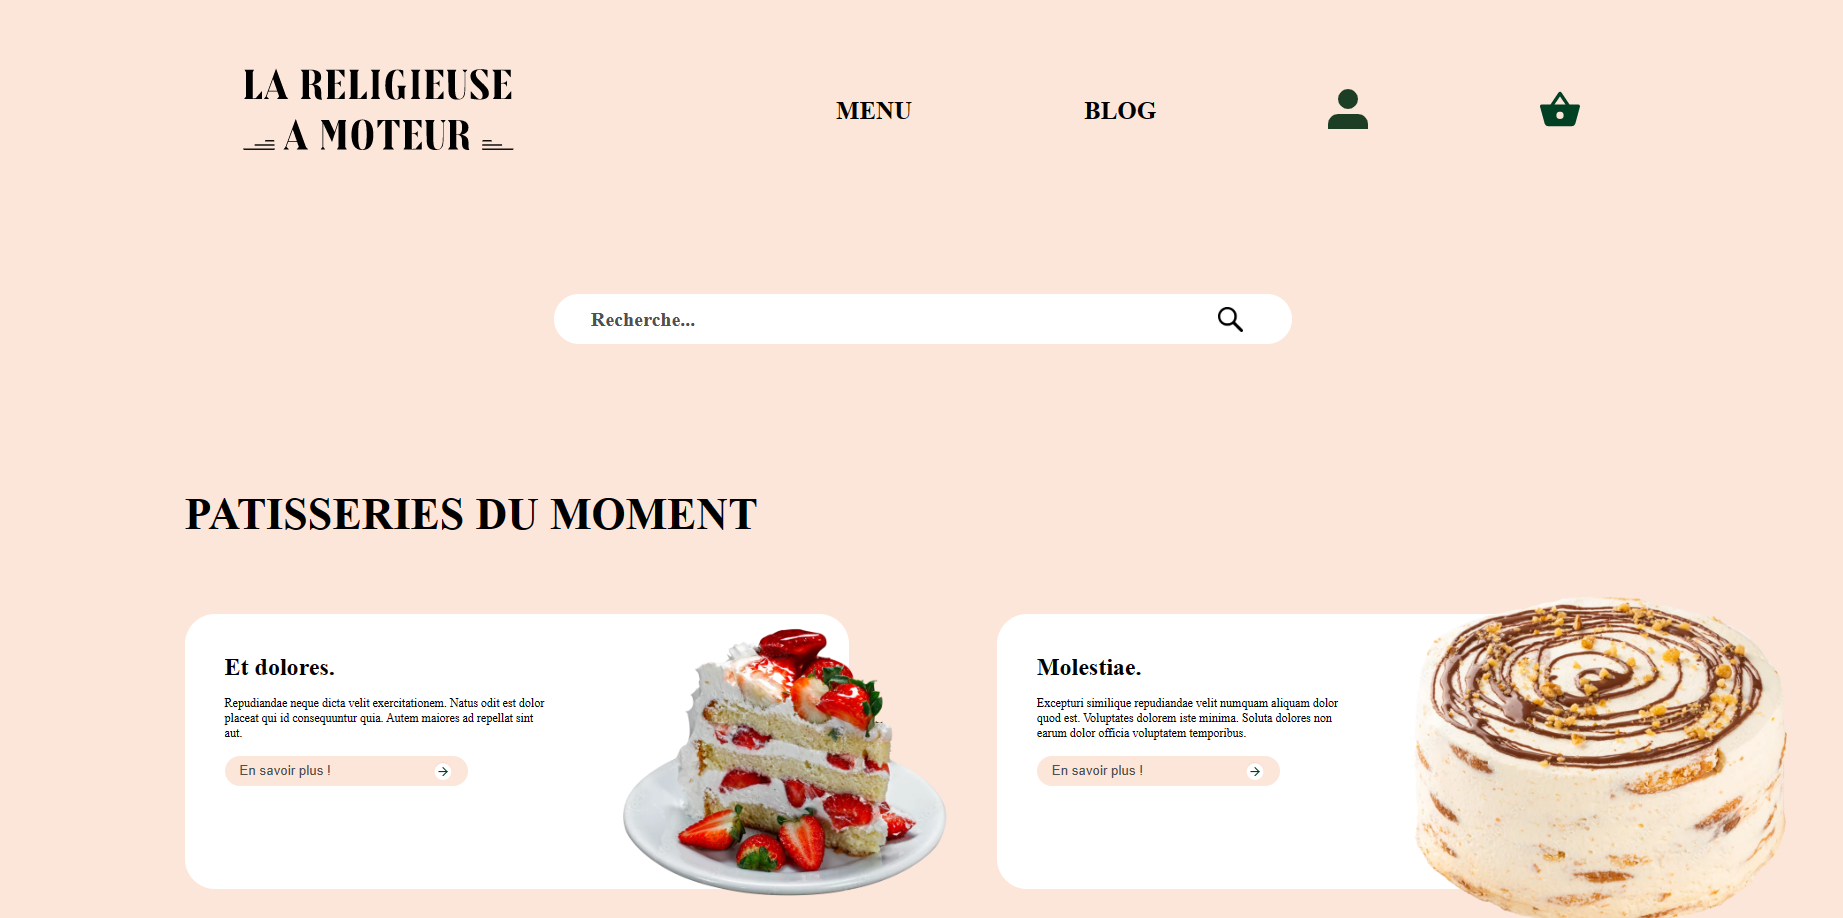 LA RELIGIEUSE
A MOTEUR
MENU
BLOG
Recherche...
PATISSERIES DU MOMENT
Et dolores.
Repudiandae neque dicta velit exercitationem. Natus odit est dolor
placeat qui id consequuntur quia. Autem maiores ad repellat sint
aut.
En savoir plus !
Molestiae.
Excepturi similique repudiandae velit numquam aliquam dolor
quod est. Voluptates dolorem iste minima. Soluta dolores non
earum dolor officia voluptatem temporibus.
En savoir plus !